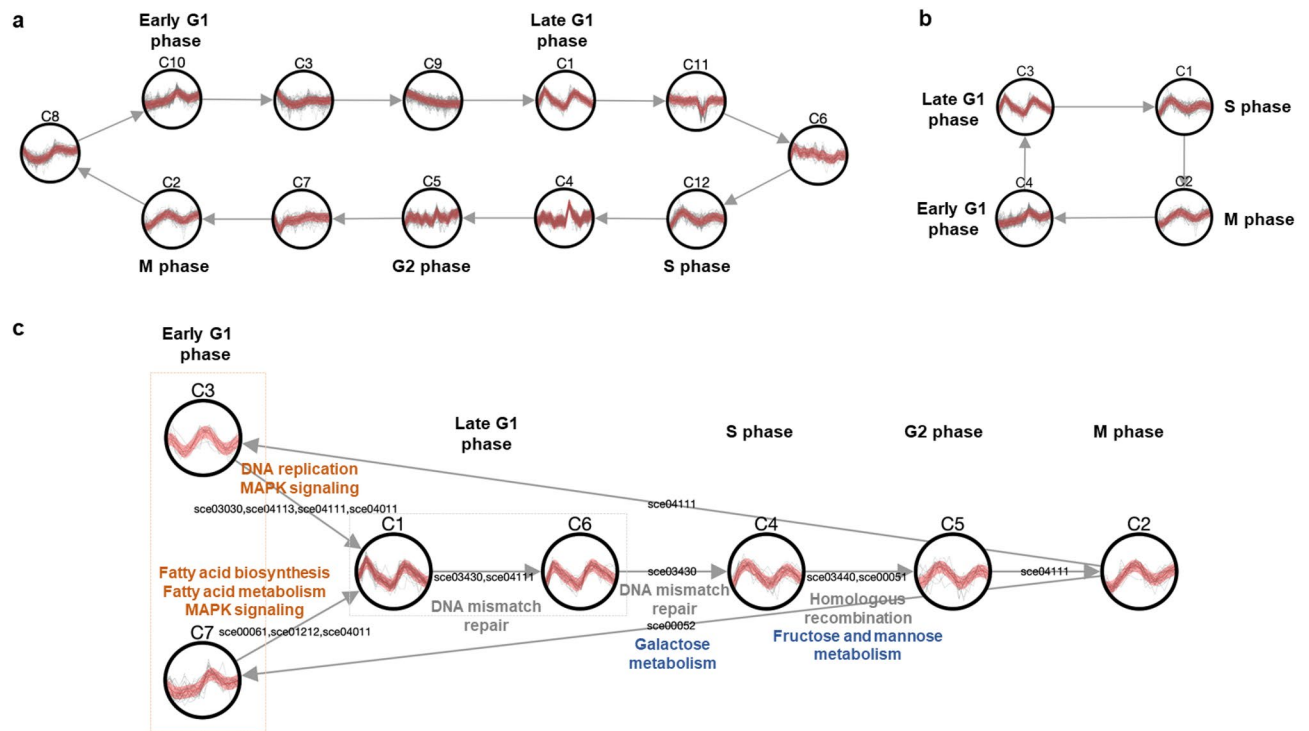 a
Early G1
phase
Late G1
phase
C10
C3
C9
C1
C11
C8
C6
C2
C7
C5
C4
C12
M phase
G2 phase
S phase
b
C3
C1
Late G1
phase
S phase
C4
C2
Early G1
phase
M phase
c
Early G1
phase
C3
Late G1
phase
S phase
G2 phase
M phase
DNA replication
MAPK signaling
sce03030,sce04113,sce04111,sce04011
sce04111
C1
C6
C4
C5
C2
sce03430,sce04111
sce03430
sce03440,sce00051
sce04111
DNA mismatch
repair
DNA mismatch
repair
Homologous
recombination
Fatty acid biosynthesis
Fatty acid metabolism
MAPK signaling
sce00061,sce01212,sce04011
sce00052
Galactose
metabolism
Fructose and mannose
metabolism
C7